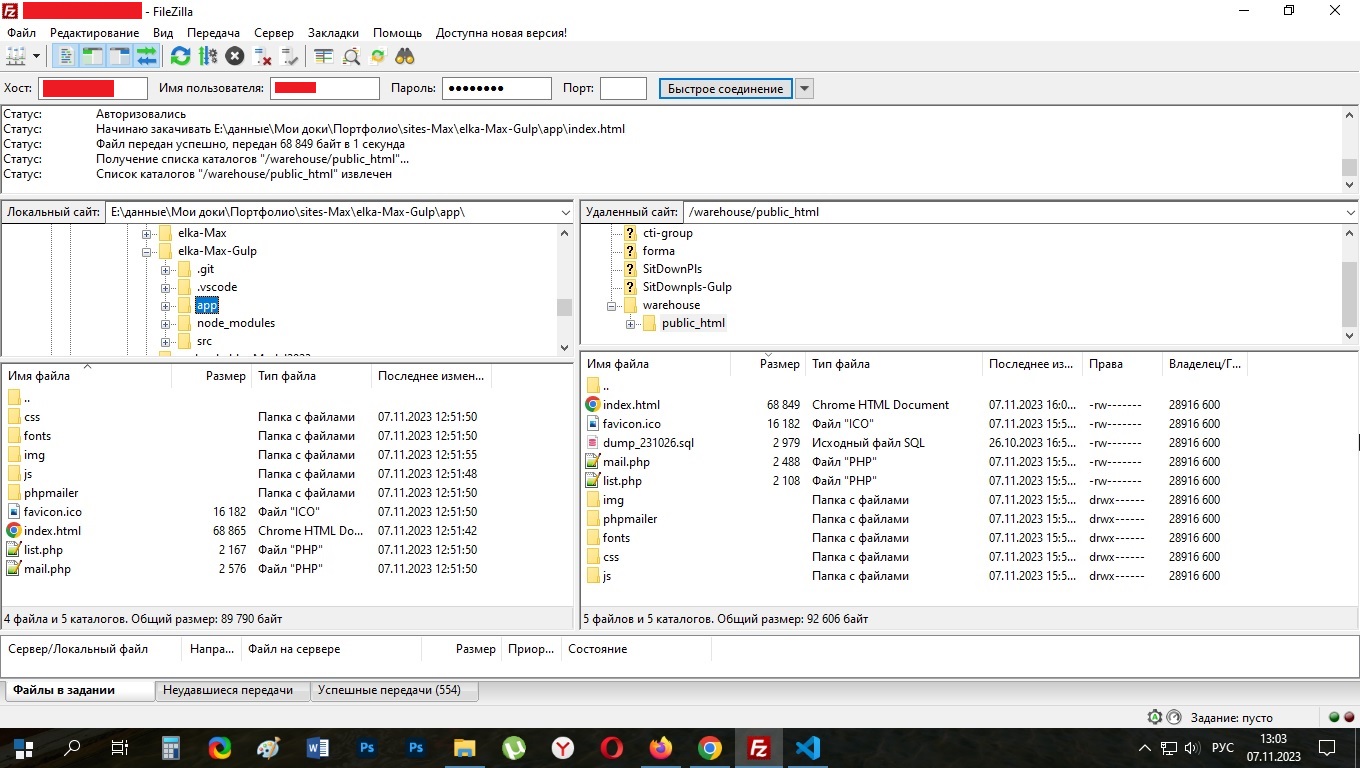 - FileZilla
Файл Редактирование Вид Передача Сервер Закладки Помощь Доступна новая версия!
Хост: Имя пользователя: Пароль: ●●●●●●●● Порт: Быстрое соединение
Статус: Авторизовались
Статус: Начинаю закачивать E:\данные\Мои доки\Портфолио\sites-Max\elka-Max-Gulp\app\index.html
Статус: Файл передан успешно, передан 68 849 байт в 1 секунда
Статус: Получение списка каталогов "/warehouse/public_html"...
Статус: Список каталогов "/warehouse/public_html" извлечен
Локальный сайт: E:\данные\Мои доки\Портфолио\sites-Max\elka-Max-Gulp\app\
elka-Max
elka-Max-Gulp
.git
.vscode
app
node_modules
src
Имя файла Размер Тип файла Последнее измен...
..
css Папка с файлами 07.11.2023 12:51:50
fonts Папка с файлами 07.11.2023 12:51:50
img Папка с файлами 07.11.2023 12:51:55
js Папка с файлами 07.11.2023 12:51:48
phpmailer Папка с файлами 07.11.2023 12:51:50
favicon.ico 16 182 Файл "ICO" 07.11.2023 12:51:50
index.html 68 865 Chrome HTML Do... 07.11.2023 12:51:42
list.php 2 167 Файл "PHP" 07.11.2023 12:51:50
mail.php 2 576 Файл "PHP" 07.11.2023 12:51:50
4 файла и 5 каталогов. Общий размер: 89 790 байт
Удаленный сайт: /warehouse/public_html
cti-group
forma
SitDownPls
SitDownpls-Gulp
warehouse
public_html
Имя файла Размер Тип файла Последнее из... Права Владелец/Г...
..
index.html 68 849 Chrome HTML Document 07.11.2023 16:0... -rw------- 28916 600
favicon.ico 16 182 Файл "ICO" 07.11.2023 15:5... -rw------- 28916 600
dump_231026.sql 2 979 Исходный файл SQL 26.10.2023 16:5... -rw------- 28916 600
mail.php 2 488 Файл "PHP" 07.11.2023 15:5... -rw------- 28916 600
list.php 2 108 Файл "PHP" 07.11.2023 15:5... -rw------- 28916 600
img Папка с файлами 07.11.2023 15:5... drwx------ 28916 600
phpmailer Папка с файлами 07.11.2023 15:5... drwx------ 28916 600
fonts Папка с файлами 07.11.2023 15:5... drwx------ 28916 600
css Папка с файлами 07.11.2023 15:5... drwx------ 28916 600
js Папка с файлами 07.11.2023 15:5... drwx------ 28916 600
5 файлов и 5 каталогов. Общий размер: 92 606 байт
Сервер/Локальный файл Напра... Файл на сервере Размер Приор... Состояние
Файлы в задании Неудавшиеся передачи Успешные передачи (554)
Задание: пусто
РУС 13:03
07.11.2023